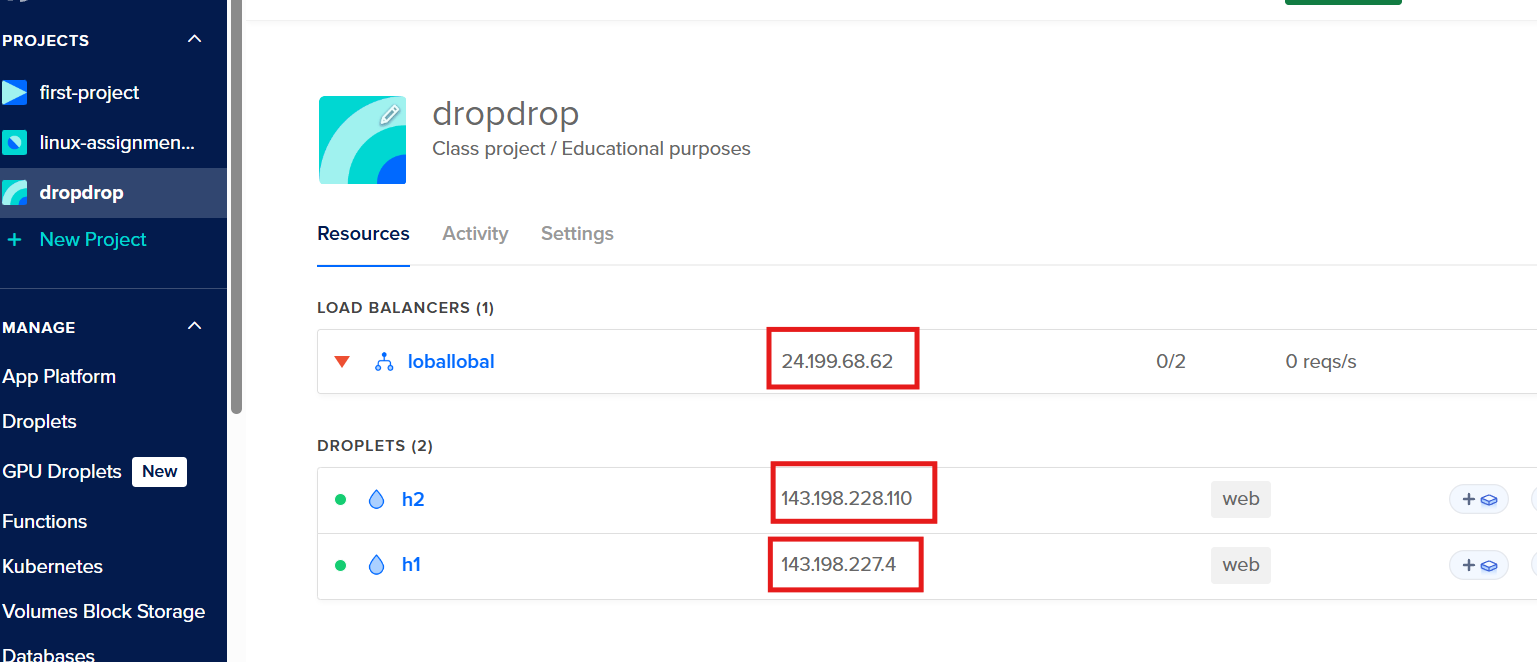 PROJECTS
first-project
linux-assignmen...
dropdrop
+ New Project
MANAGE
App Platform
Droplets
GPU Droplets New
Functions
Kubernetes
Volumes Block Storage
Databases
dropdrop
Class project / Educational purposes
Resources Activity Settings
LOAD BALANCERS (1)
loballobal 24.199.68.62 0/2 0 reqs/s
DROPLETS (2)
h2 143.198.228.110 web +
h1 143.198.227.4 web +